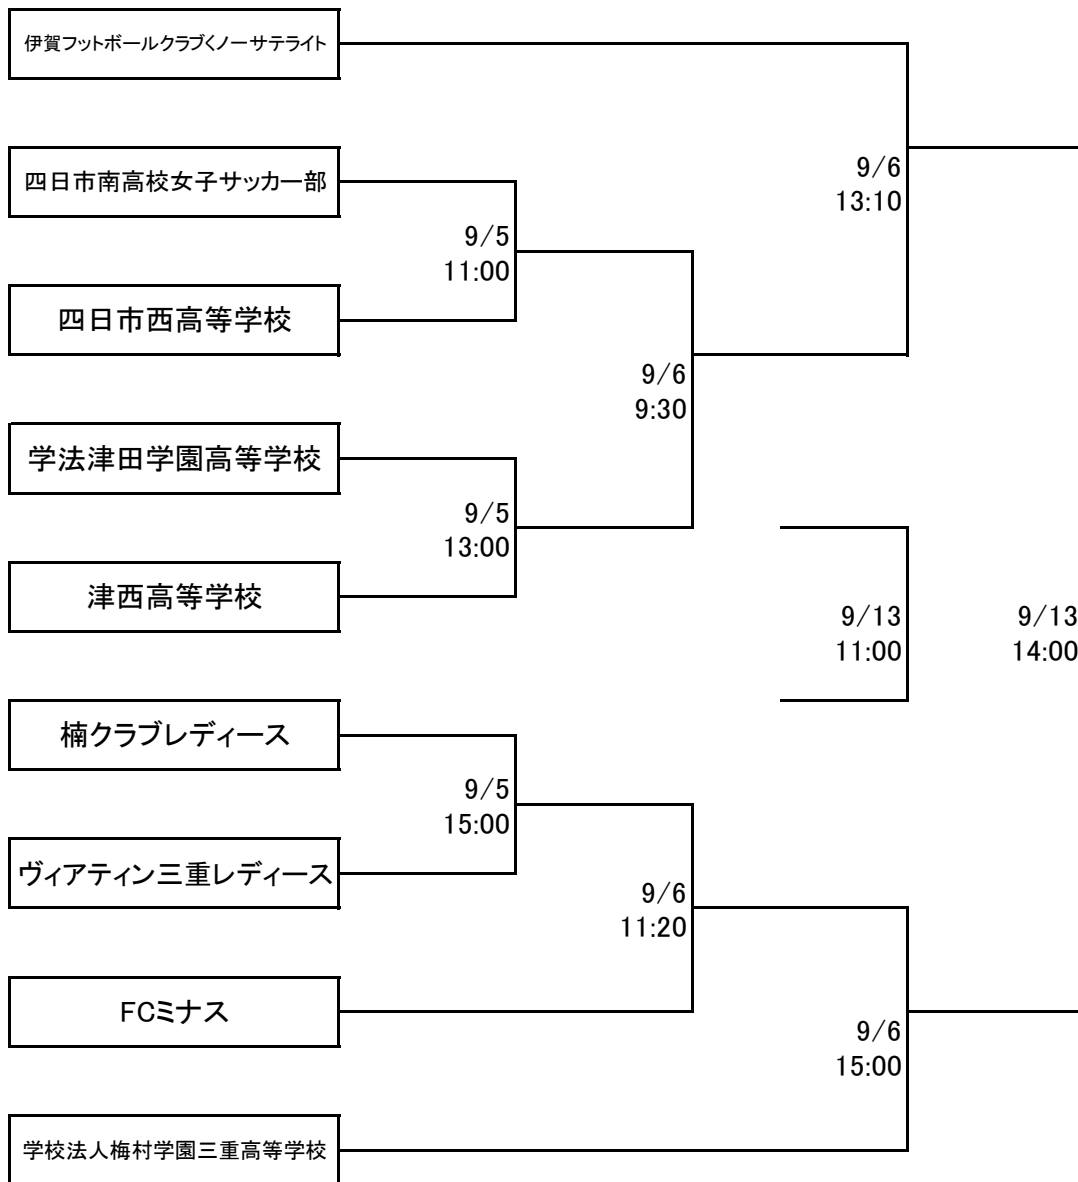 伊賀フットボールクラブくノーサテライト
9/6
13:10
四日市南高校女子サッカー部
9/5
11:00
四日市西高等学校
9/6
9:30
学法津田学園高等学校
9/5
13:00
津西高等学校
9/13
11:00
9/13
14:00
楠クラブレディース
9/5
15:00
ヴィアティン三重レディース
9/6
11:20
FCミナス
9/6
15:00
学校法人梅村学園三重高等学校